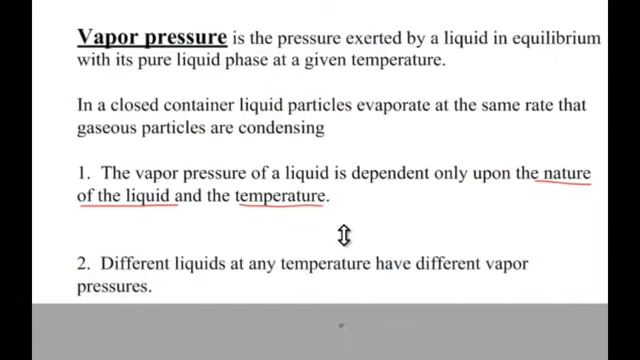 Vapor pressure is the pressure exerted by a liquid in equilibrium
with its pure liquid phase at a given temperature.
In a closed container liquid particles evaporate at the same rate that
gaseous particles are condensing
1. The vapor pressure of a liquid is dependent only upon the nature
of the liquid and the temperature.
2. Different liquids at any temperature have different vapor
pressures.